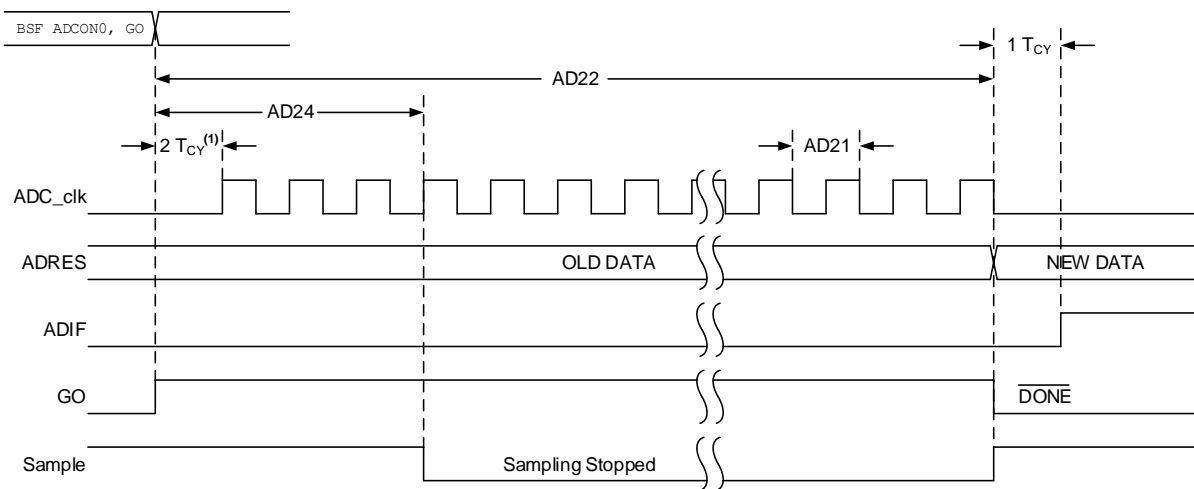 BSF ADCON0, GO
1 TCY
AD22
AD24
2 TCY(1)
AD21
ADC_clk
ADRES
OLD DATA
NEW DATA
ADIF
GO
DONE
Sample
Sampling Stopped